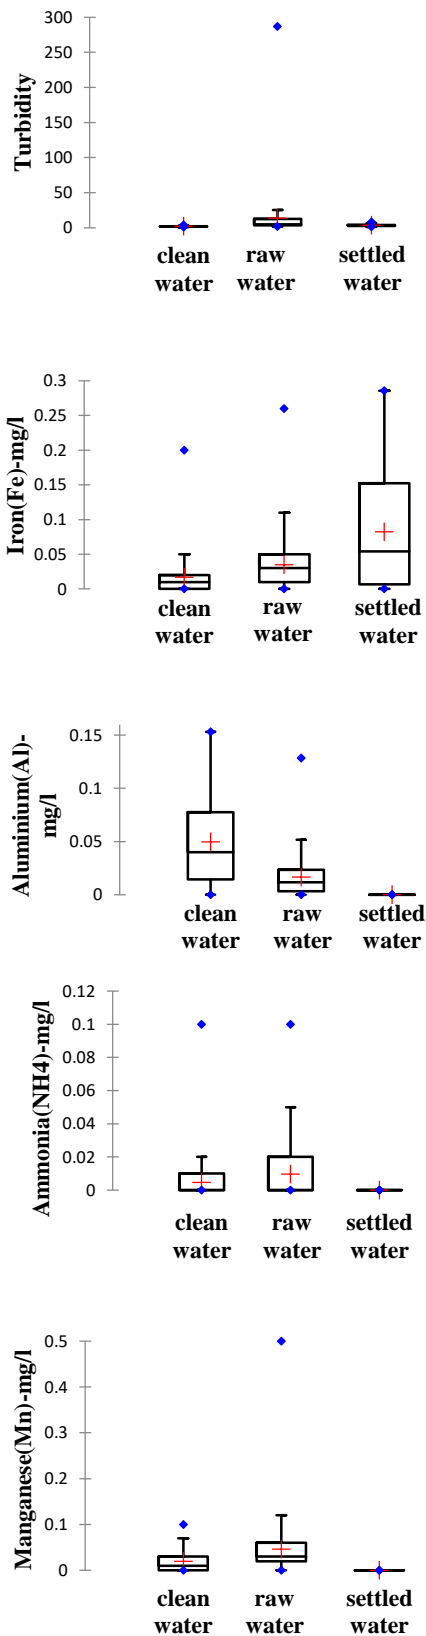 Turbidity
300
250
200
150
100
50
0
clean water
raw water
settled water
Iron(Fe)-mg/l
0.3
0.25
0.2
0.15
0.1
0.05
0
clean water
raw water
settled water
Aluminium(Al)-
mg/l
0.15
0.1
0.05
0
clean water
raw water
settled water
Ammonia(NH4)-mg/l
0.12
0.1
0.08
0.06
0.04
0.02
0
clean water
raw water
settled water
Manganese(Mn)-mg/l
0.5
0.4
0.3
0.2
0.1
0
clean water
raw water
settled water